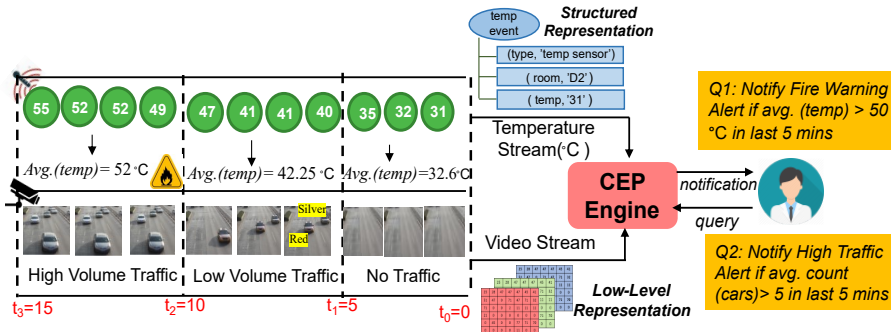 temp
event
Structured
Representation
(type, 'temp sensor')
( room, 'D2' )
( temp, '31' )
55 52 52 49 47 41 41 40 35 32 31
Avg.(temp)= 52 °C
Avg.(temp)= 42.25 °C
Avg.(temp)=32.6°C
Temperature
Stream(°C )
Q1: Notify Fire Warning
Alert if avg. (temp) > 50
°C in last 5 mins
CEP
Engine
notification
query
Silver
Red
Video Stream
High Volume Traffic
Low Volume Traffic
No Traffic
Low-Level
Representation
Q2: Notify High Traffic
Alert if avg. count
(cars)> 5 in last 5 mins
t3=15
t2=10
t1=5
t0=0